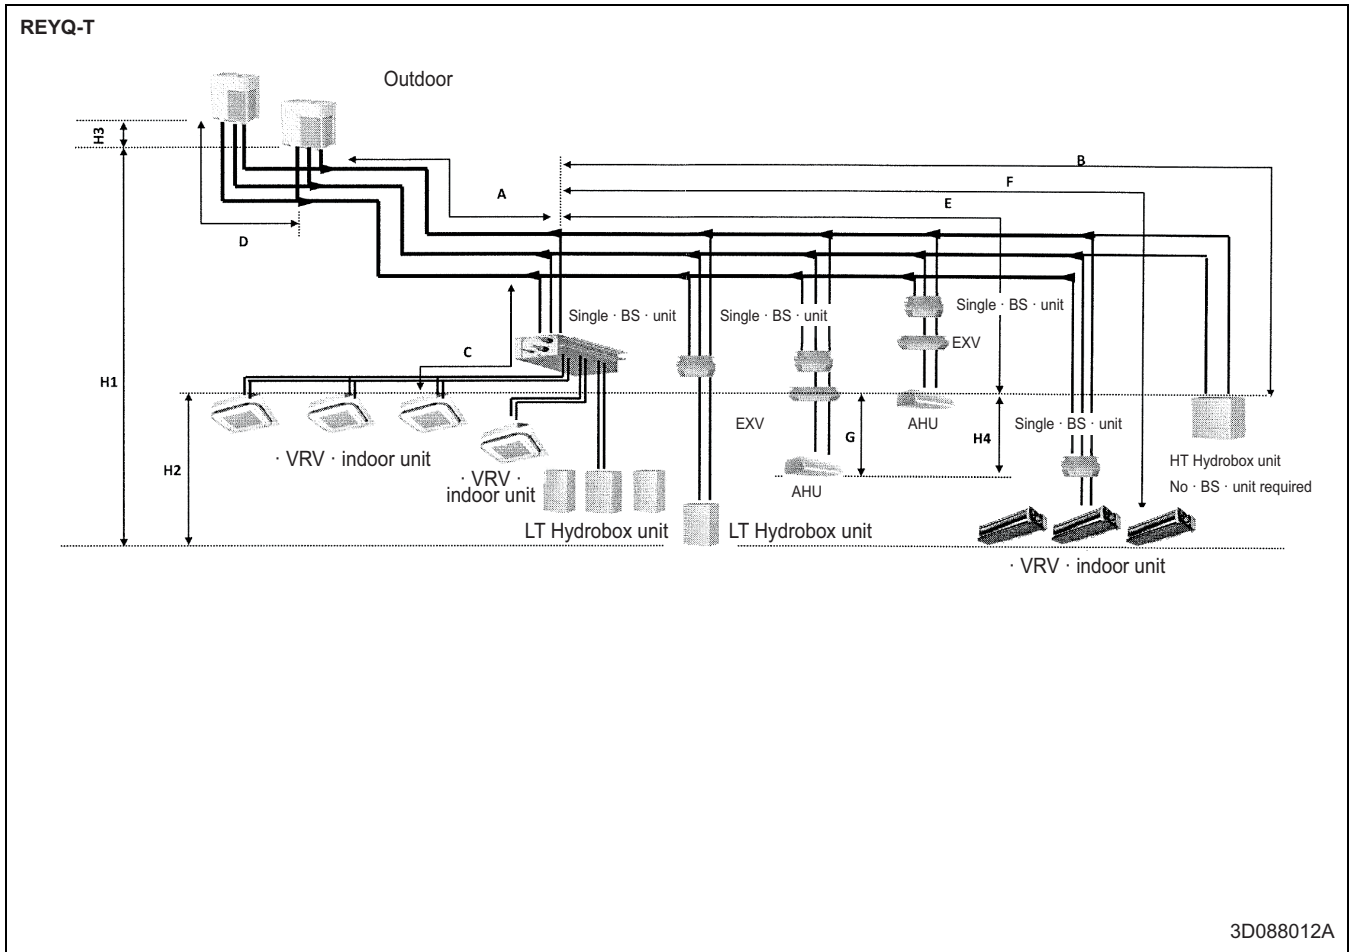 REYQ-T
Outdoor
H3
B
F
A
E
D
Single · BS · unit
Single · BS · unit
Single · BS · unit
EXV
C
H1
EXV
AHU
Single · BS · unit
G
H4
· VRV · indoor unit
H2
· VRV ·
indoor unit
AHU
HT Hydrobox unit
No · BS · unit required
LT Hydrobox unit
LT Hydrobox unit
· VRV · indoor unit
3D088012A